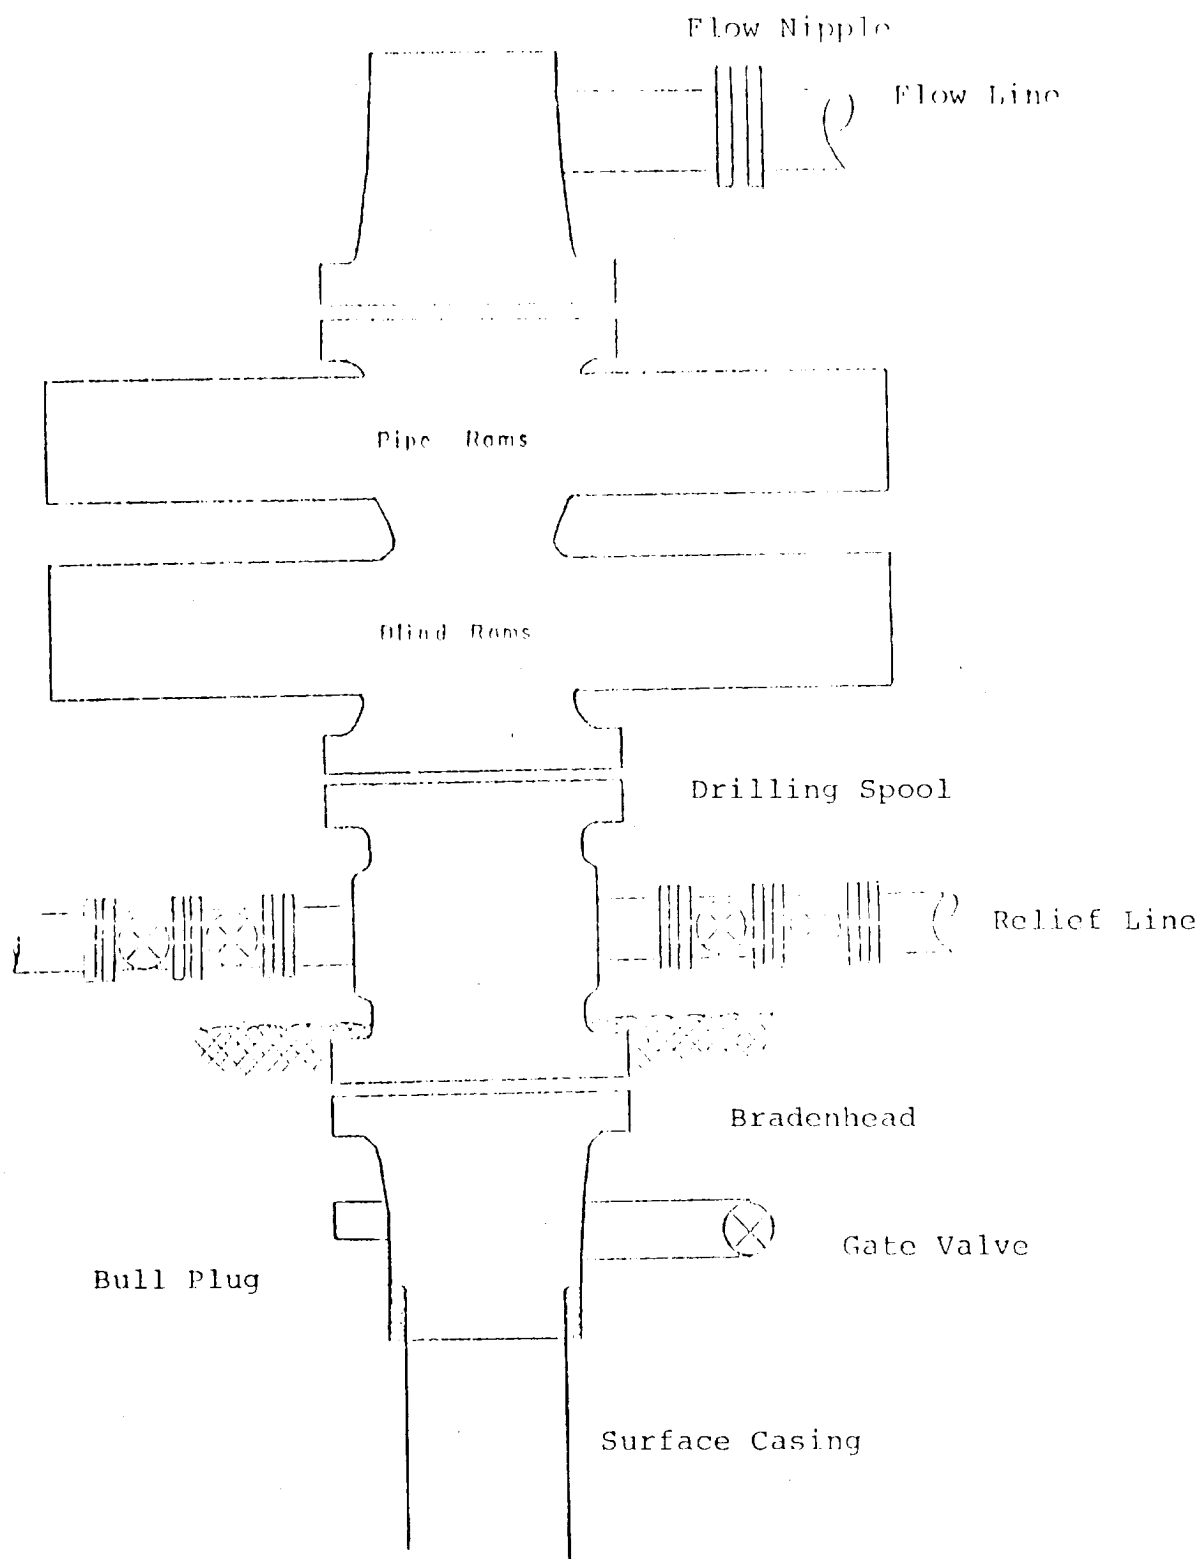 Flow Nipple
Flow Line
Pipe Rams
Blind Rams
Drilling Spool
Relief Line
Bradenhead
Gate Valve
Bull Plug
Surface Casing